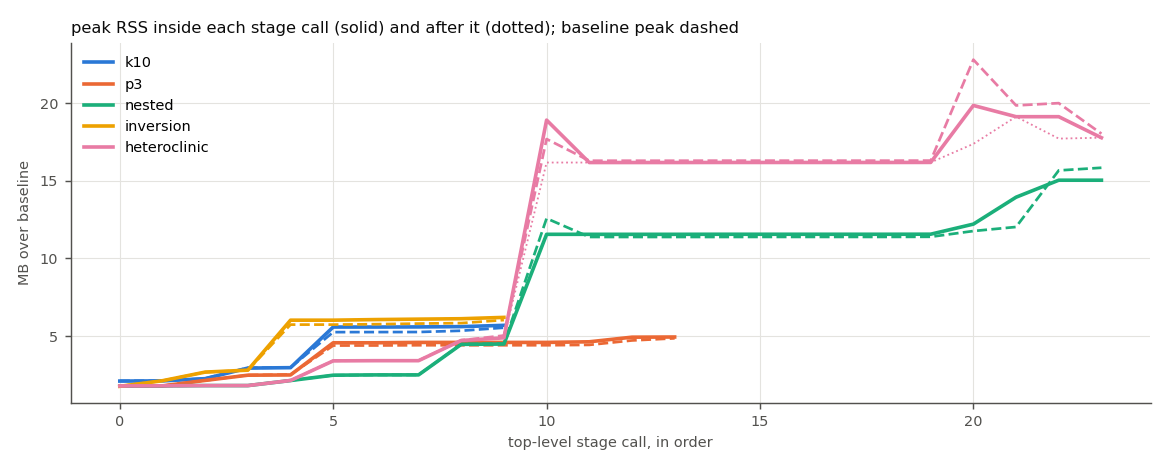 peak RSS inside each stage call (solid) and after it (dotted); baseline peak dashed
k10
p3
nested
inversion
heteroclinic
MB over baseline
20
15
10
5
0
5
10
15
20
top-level stage call, in order